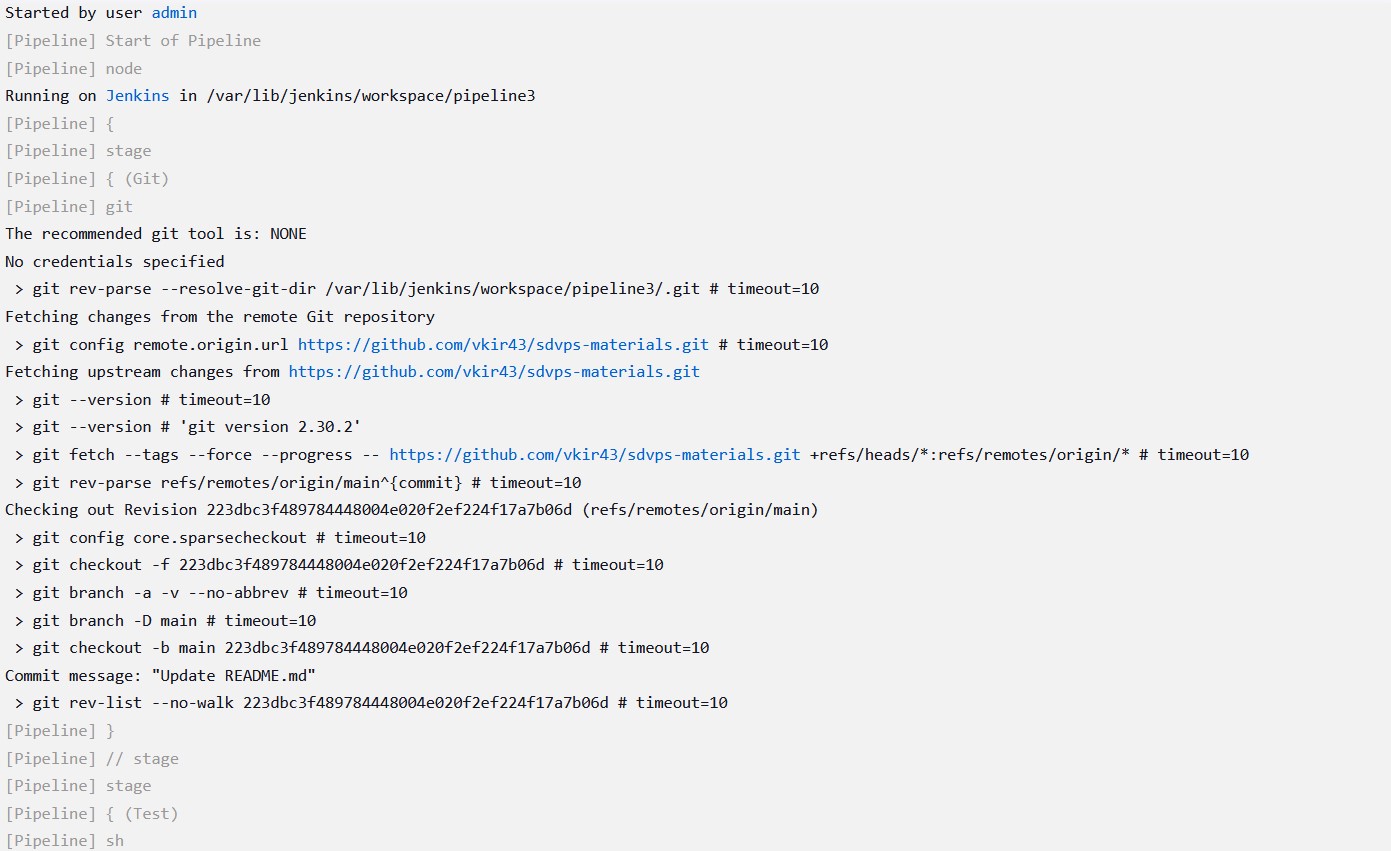 Started by user admin
[Pipeline] Start of Pipeline
[Pipeline] node
Running on Jenkins in /var/lib/jenkins/workspace/pipeline3
[Pipeline] {
[Pipeline] stage
[Pipeline] { (Git)
[Pipeline] git
The recommended git tool is: NONE
No credentials specified
 > git rev-parse --resolve-git-dir /var/lib/jenkins/workspace/pipeline3/.git # timeout=10
Fetching changes from the remote Git repository
 > git config remote.origin.url https://github.com/vkir43/sdvps-materials.git # timeout=10
Fetching upstream changes from https://github.com/vkir43/sdvps-materials.git
 > git --version # timeout=10
 > git --version # 'git version 2.30.2'
 > git fetch --tags --force --progress -- https://github.com/vkir43/sdvps-materials.git +refs/heads/*:refs/remotes/origin/* # timeout=10
 > git rev-parse refs/remotes/origin/main^{commit} # timeout=10
Checking out Revision 223dbc3f489784448004e020f2ef224f17a7b06d (refs/remotes/origin/main)
 > git config core.sparsecheckout # timeout=10
 > git checkout -f 223dbc3f489784448004e020f2ef224f17a7b06d # timeout=10
 > git branch -a -v --no-abbrev # timeout=10
 > git branch -D main # timeout=10
 > git checkout -b main 223dbc3f489784448004e020f2ef224f17a7b06d # timeout=10
Commit message: "Update README.md"
 > git rev-list --no-walk 223dbc3f489784448004e020f2ef224f17a7b06d # timeout=10
[Pipeline] }
[Pipeline] // stage
[Pipeline] stage
[Pipeline] { (Test)
[Pipeline] sh